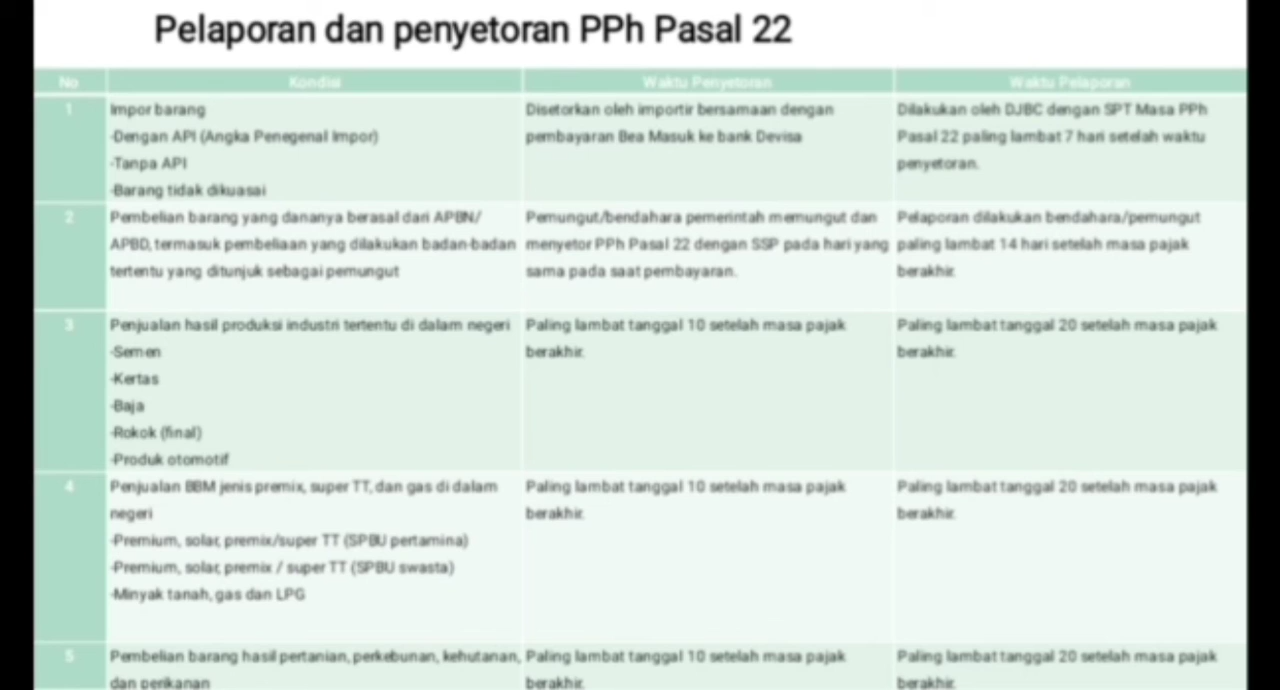 Pelaporan dan penyetoran PPh Pasal 22
No Kondisi Waktu Penyetoran Waktu Pelaporan
1 Impor barang Disetorkan oleh importir bersamaan dengan Dilakukan oleh DJBC dengan SPT Masa PPh
-Dengan API (Angka Penegenal Impor) pembayaran Bea Masuk ke bank Devisa Pasal 22 paling lambat 7 hari setelah waktu
-Tanpa API penyetoran.
-Barang tidak dikuasai
2 Pembelian barang yang dananya berasal dari APBN/ Pemungut/bendahara pemerintah memungut dan Pelaporan dilakukan bendahara/pemungut
APBD, termasuk pembeliaan yang dilakukan badan-badan menyetor PPh Pasal 22 dengan SSP pada hari yang paling lambat 14 hari setelah masa pajak
tertentu yang ditunjuk sebagai pemungut sama pada saat pembayaran. berakhir.
3 Penjualan hasil produksi industri tertentu di dalam negeri Paling lambat tanggal 10 setelah masa pajak Paling lambat tanggal 20 setelah masa pajak
-Semen berakhir. berakhir.
-Kertas
-Baja
-Rokok (final)
-Produk otomotif
4 Penjualan BBM jenis premix, super TT, dan gas di dalam Paling lambat tanggal 10 setelah masa pajak Paling lambat tanggal 20 setelah masa pajak
negeri berakhir. berakhir.
-Premium, solar, premix/super TT (SPBU pertamina)
-Premium, solar, premix / super TT (SPBU swasta)
-Minyak tanah, gas dan LPG
5 Pembelian barang hasil pertanian, perkebunan, kehutanan, Paling lambat tanggal 10 setelah masa pajak Paling lambat tanggal 20 setelah masa pajak
dan perikanan berakhir. berakhir.